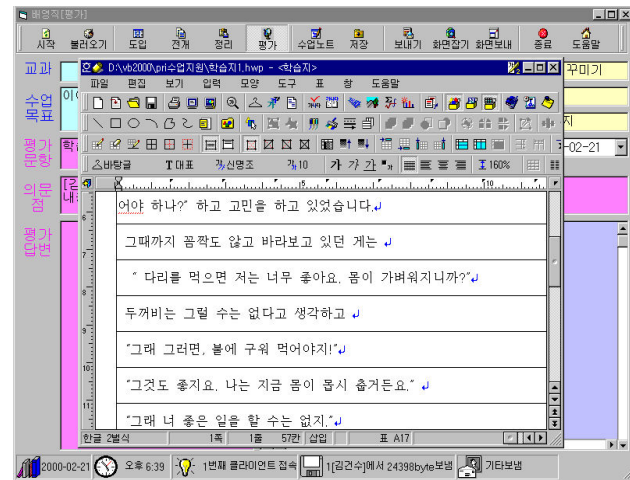 배영직[평가]
시작 불러오기 도입 전개 정리 평가 수업노트 저장 보내기 화면잡기 화면보내 종료 도움말
교과
꾸미기
수업
목표
평가
문항
-02-21
의문
점
평가
답변
D:\vb2000\pri수업지원\학습지1.hwp - <학습지>
파일 편집 보기 입력 모양 도구 표 창 도움말
바탕글 T 대표 신명조 10 가 가 가 160%
어야 하나?" 하고 고민을 하고 있었습니다.
그때까지 꼼짝도 않고 바라보고 있던 게는
" 다리를 먹으면 저는 너무 좋아요. 몸이 가벼워지니까?"
두꺼비는 그럴 수는 없다고 생각하고
"그래 그러면, 불에 구워 먹어야지!"
"그것도 좋지요. 나는 지금 몸이 몹시 춥거든요."
"그래 너 좋은 일을 할 수는 없지."
한글 2벌식 1쪽 1줄 57칸 삽입 표 A17
2000-02-21 오후 6:39 1번째 클라이언트 접속 1[김건수]에서 24398byte보냄 기타보냄